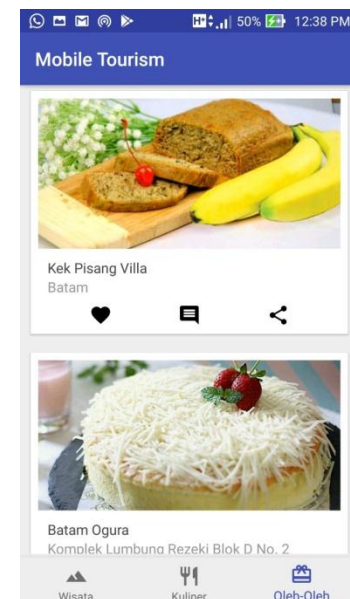 50% 12:38 PM
Mobile Tourism
Kek Pisang Villa
Batam
Batam Ogura
Komplek Lumbung Rezeki Blok D No. 2
Wisata Kuliner Oleh-Oleh